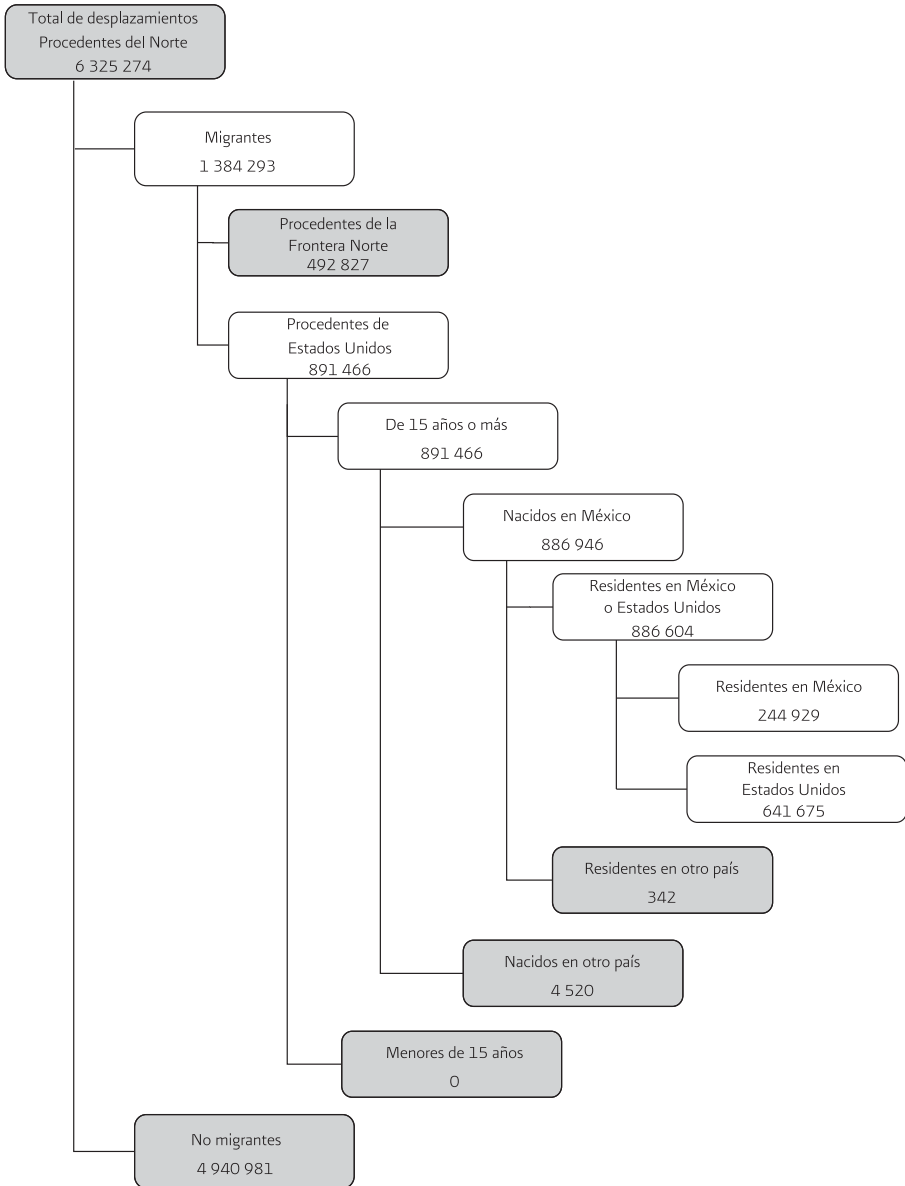 Total de desplazamientos
Procedentes del Norte
6 325 274
Migrantes
1 384 293
Procedentes de la
Frontera Norte
492 827
Procedentes de
Estados Unidos
891 466
De 15 años o más
891 466
Nacidos en México
886 946
Residentes en México
o Estados Unidos
886 604
Residentes en México
244 929
Residentes en
Estados Unidos
641 675
Residentes en otro país
342
Nacidos en otro país
4 520
Menores de 15 años
0
No migrantes
4 940 981